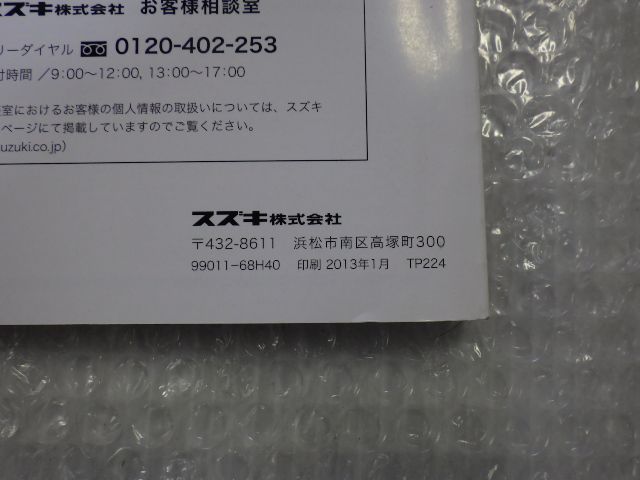 スズキ株式会社 お客様相談室
リーダイヤル 0120-402-253
付時間／9:00〜12:00, 13:00〜17:00
室におけるお客様の個人情報の取扱いについては、スズキ
ページにて掲載していますのでご覧ください。
uzuki.co.jp)
スズキ株式会社
〒432-8611 浜松市南区高塚町300
99011-68H40 印刷 2013年1月 TP224